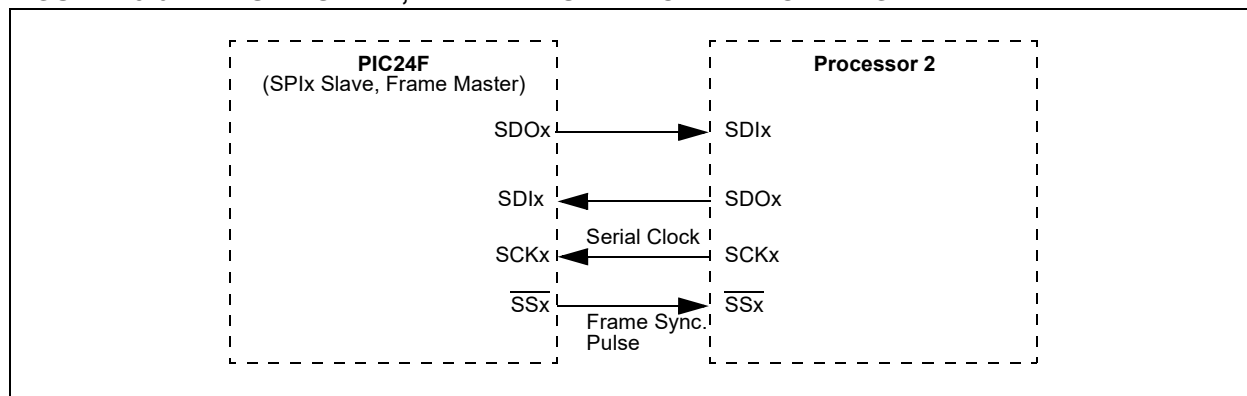 PIC24F
(SPIx Slave, Frame Master)
Processor 2
SDOx
SDIx
SDIx
SDOx
Serial Clock
SCKx
SCKx
SSx
SSx
Frame Sync.
Pulse